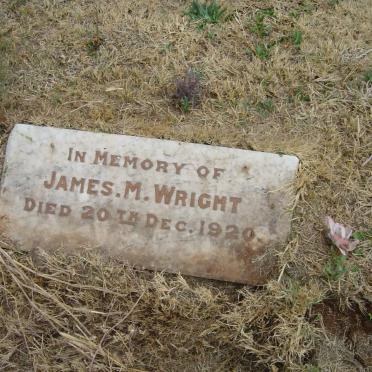 IN MEMORY OF
JAMES. M. WRIGHT
DIED 20TH DEC. 1920.